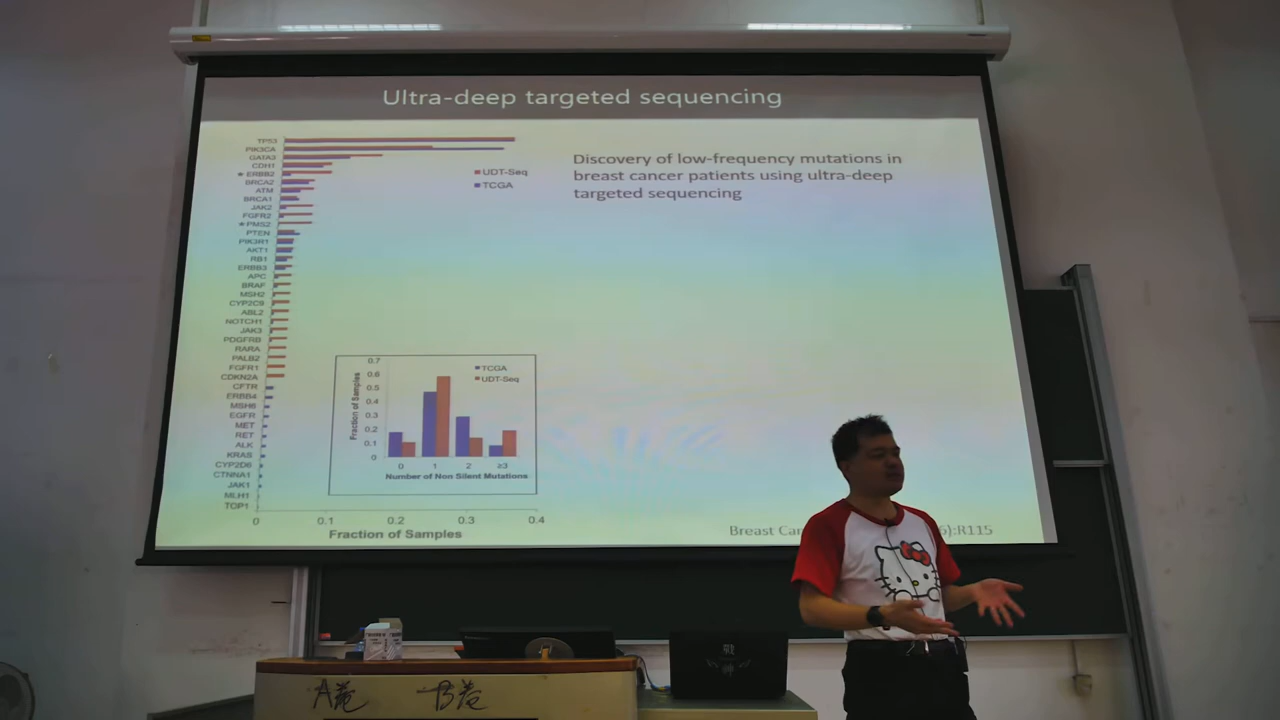 Ultra-deep targeted sequencing
TP53
PIK3CA
GATA3
CDH1
★ ERBB2
BRCA2
ATM
BRCA1
JAK2
FGFR2
★ PMS2
PTEN
PIK3R1
AKT1
RB1
ERBB3
APC
BRAF
MSH2
CYP2C9
ABL2
NOTCH1
JAK3
PDGFRB
RARA
PALB2
FGFR1
CDKN2A
CFTR
ERBB4
MSH6
EGFR
MET
RET
ALK
KRAS
CYP2D6
CTNNA1
JAK1
MLH1
TOP1
0 0.1 0.2 0.3 0.4
Fraction of Samples
UDT-Seq
TCGA
Discovery of low-frequency mutations in
breast cancer patients using ultra-deep
targeted sequencing
0.7
0.6
0.5
0.4
0.3
0.2
0.1
0
Fraction of Samples
TCGA
UDT-Seq
0 1 2 ≥3
Number of Non Silent Mutations
Breast Can
):R115
A卷 B卷
戰
神